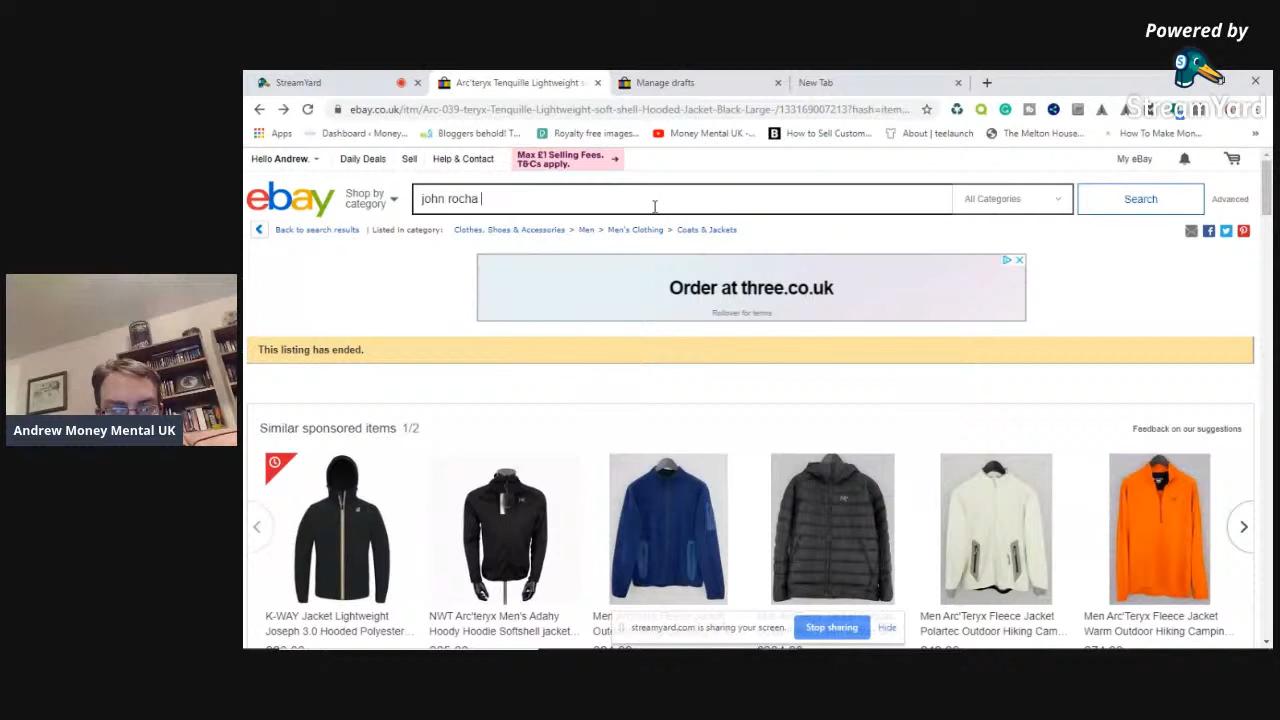 Powered by
StreamYard
StreamYard
Arc'teryx Tenquille Lightweight s
Manage drafts
New Tab
ebay.co.uk/itm/Arc-039-teryx-Tenquille-Lightweight-soft-shell-Hooded-Jacket-Black-Large-/133169007213?hash=item...
Apps
Dashboard ‹ Money...
Bloggers behold! T...
Royalty free images...
Money Mental UK -...
How to Sell Custom...
About | teelaunch
The Melton House...
How To Make Mon...
»
Hello Andrew.
Daily Deals
Sell
Help & Contact
Max £1 Selling Fees.
T&Cs apply.
My eBay
ebay
Shop by
category
john rocha
All Categories
Search
Advanced
Back to search results
| Listed in category:
Clothes, Shoes & Accessories > Men > Men's Clothing > Coats & Jackets
Order at three.co.uk
Rollover for terms
This listing has ended.
Similar sponsored items 1/2
Feedback on our suggestions
K-WAY Jacket Lightweight
Joseph 3.0 Hooded Polyester...
NWT Arc'teryx Men's Adahy
Hoody Hoodie Softshell jacket...
Men Arc'Teryx Fleece Jacket
Polartec Outdoor Hiking Cam...
Men Arc'Teryx Fleece Jacket
Warm Outdoor Hiking Campin...
streamyard.com is sharing your screen.
Stop sharing
Hide
Andrew Money Mental UK